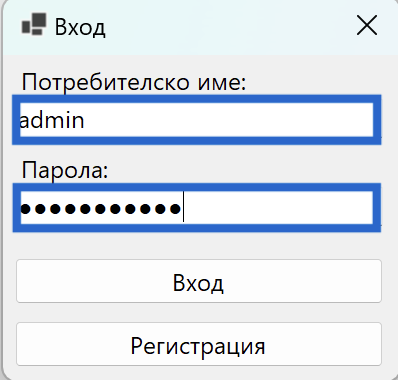 Вход
Потребителско име:
admin
Парола:
●●●●●●●●●●●
Вход
Регистрация